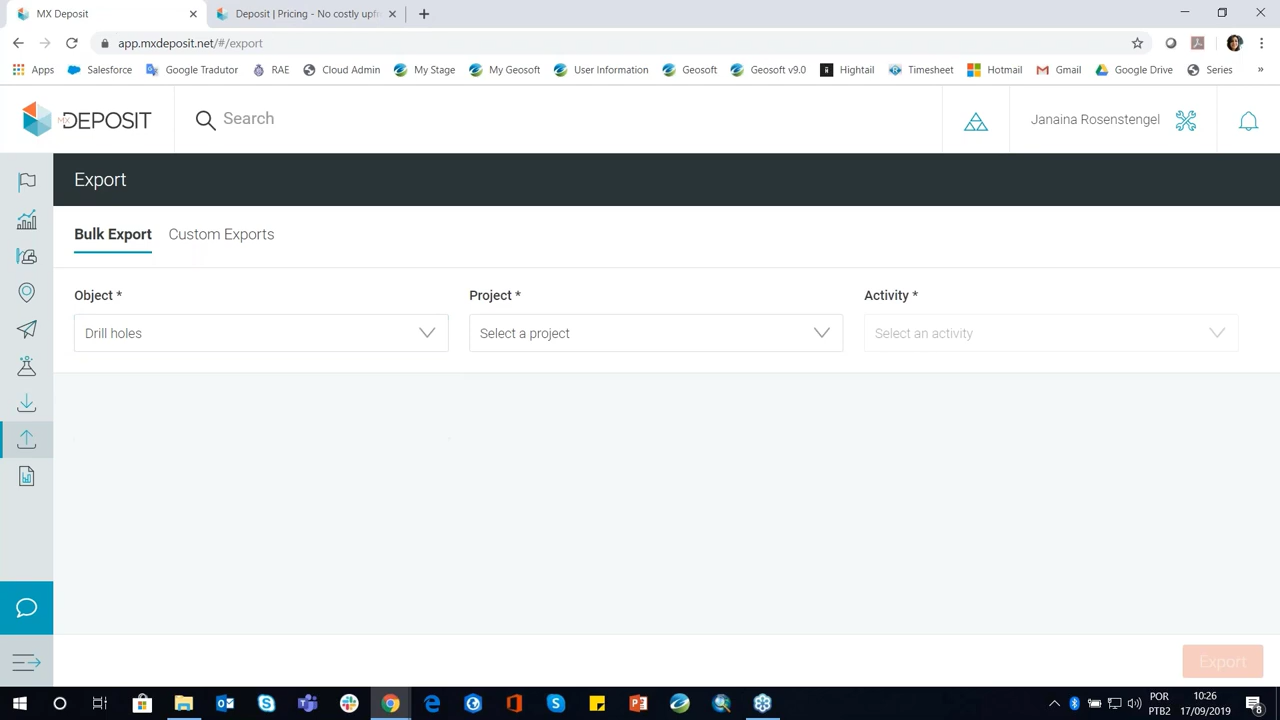 MX Deposit
Deposit | Pricing - No costly upf
app.mxdeposit.net/#/export
Apps
Salesforce
Google Tradutor
RAE
Cloud Admin
My Stage
My Geosoft
User Information
Geosoft
Geosoft v9.0
Hightail
Timesheet
Hotmail
Gmail
Google Drive
Series
»
MX DEPOSIT
Search
Janaina Rosenstengel
Export
Bulk Export
Custom Exports
Object *
Project *
Activity *
Drill holes
Select a project
Select an activity
Export
POR
PTB2
10:26
17/09/2019
8